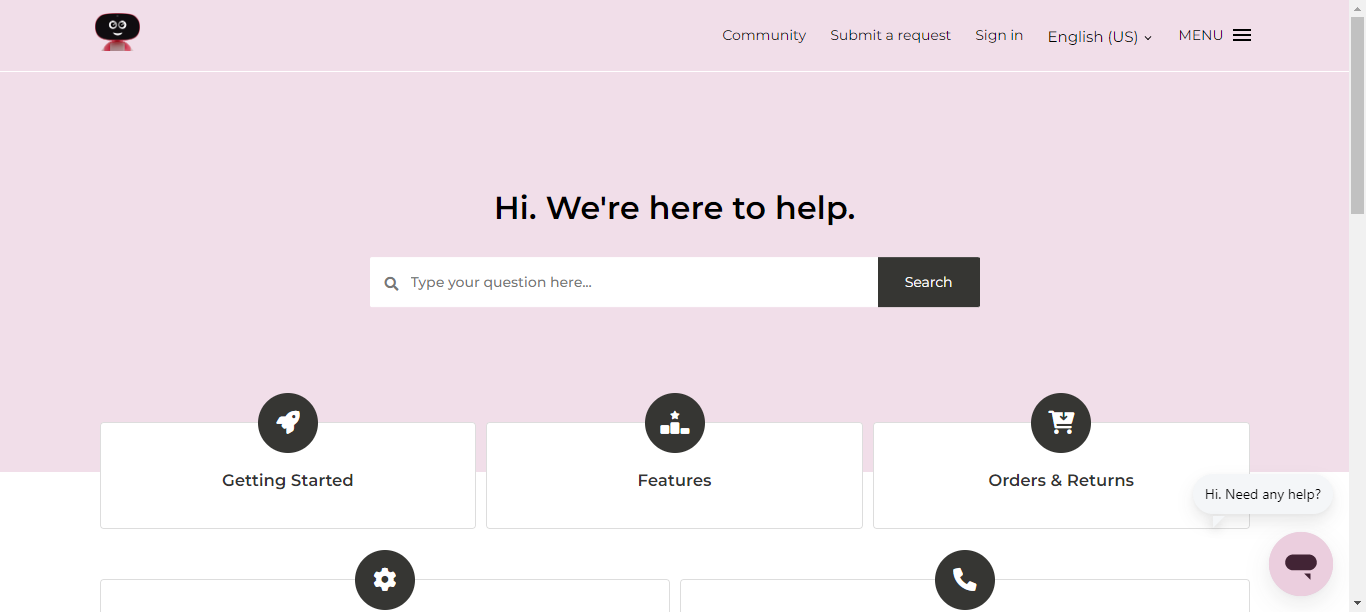 Community
Submit a request
Sign in
English (US)
MENU
Hi. We're here to help.
Type your question here...
Search
Getting Started
Features
Orders & Returns
Hi. Need any help?